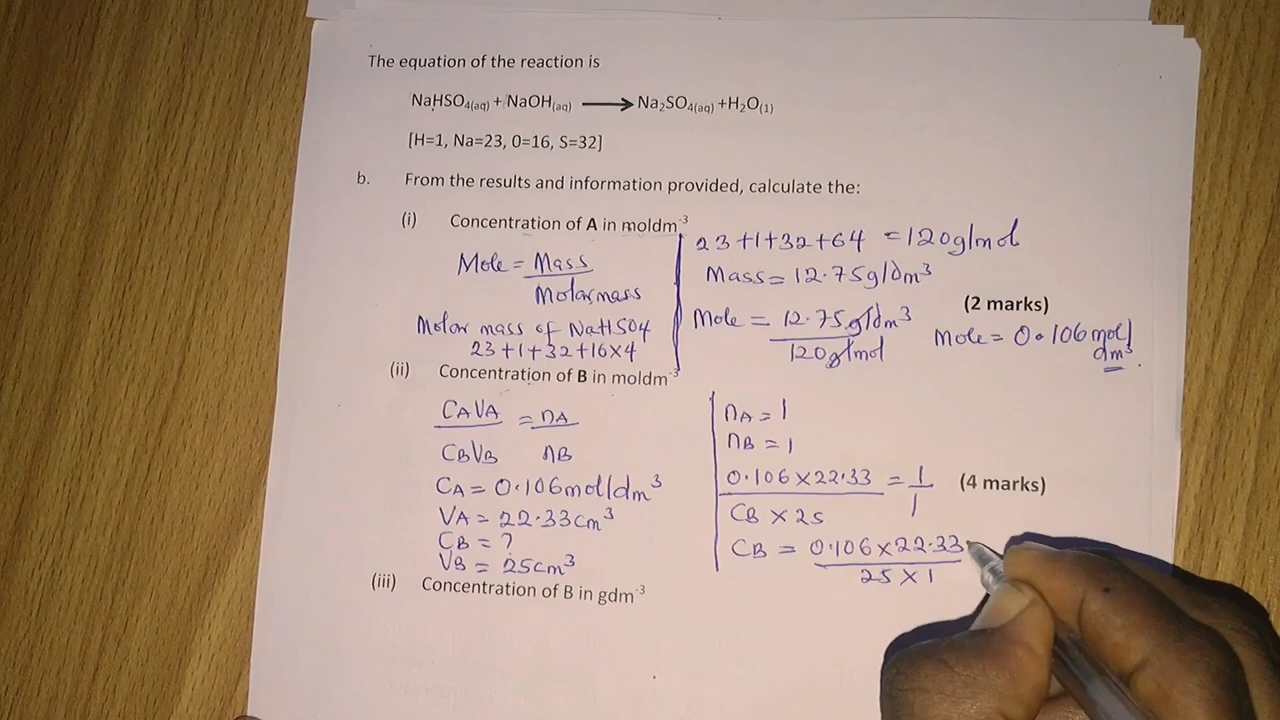 The equation of the reaction is
NaHSO4(aq) + NaOH(aq) ⟶ Na2SO4(aq) +H2O(1)
[H=1, Na=23, 0=16, S=32]
b. From the results and information provided, calculate the:
(i) Concentration of A in moldm-3
Mole = Mass
Molarmass
Molar mass of NaHSO4
23+1+32+16×4
23+1+32+64 =120g/mol
Mass= 12.75g/dm3
Mole = 12.75g/dm3
120g/mol
(2 marks)
Mole= 0.106mol/
dm3.
(ii) Concentration of B in moldm-3
CAVA = nA
CBVB nB
CA= 0.106mol/dm3
VA = 22.33cm3
CB = ?
VB = 25cm3
nA = 1
nB = 1
0.106×22.33 = 1
CB × 25 1
(4 marks)
CB = 0.106×22.33
25 × 1
(iii) Concentration of B in gdm-3